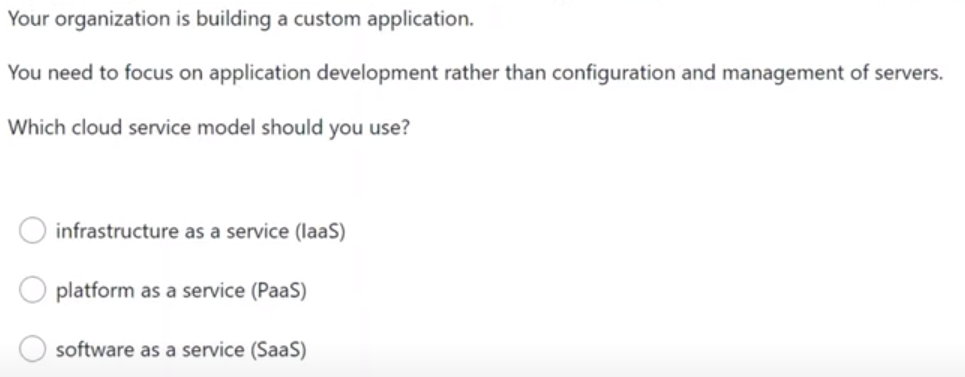 Your organization is building a custom application.
You need to focus on application development rather than configuration and management of servers.
Which cloud service model should you use?
infrastructure as a service (IaaS)
platform as a service (PaaS)
software as a service (SaaS)